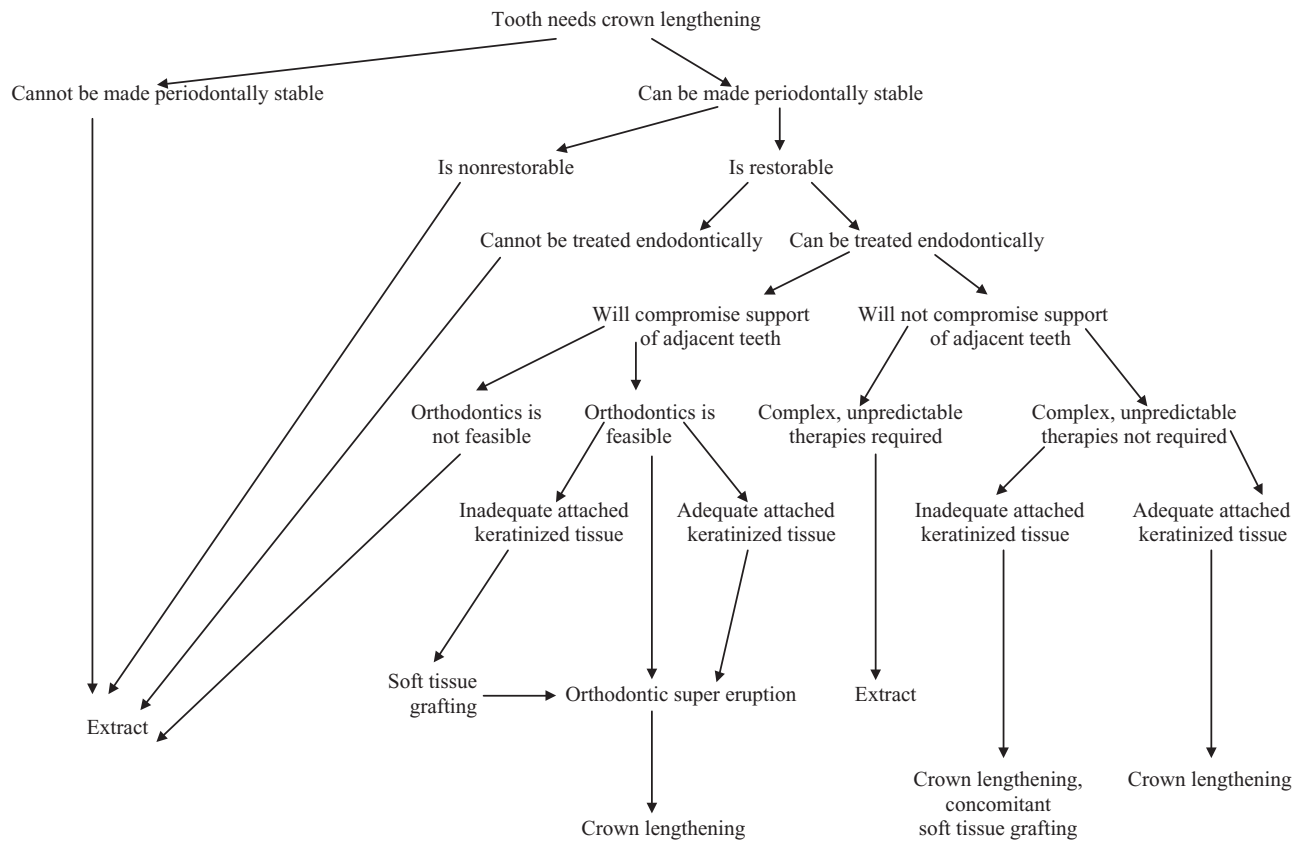 Tooth needs crown lengthening
Cannot be made periodontally stable
Can be made periodontally stable
Is nonrestorable
Is restorable
Cannot be treated endodontically
Can be treated endodontically
Will compromise support
of adjacent teeth
Will not compromise support
of adjacent teeth
Orthodontics is
not feasible
Orthodontics is
feasible
Complex, unpredictable
therapies required
Complex, unpredictable
therapies not required
Inadequate attached
keratinized tissue
Adequate attached
keratinized tissue
Inadequate attached
keratinized tissue
Adequate attached
keratinized tissue
Soft tissue
grafting
Orthodontic super eruption
Extract
Extract
Crown lengthening,
concomitant
soft tissue grafting
Crown lengthening
Crown lengthening